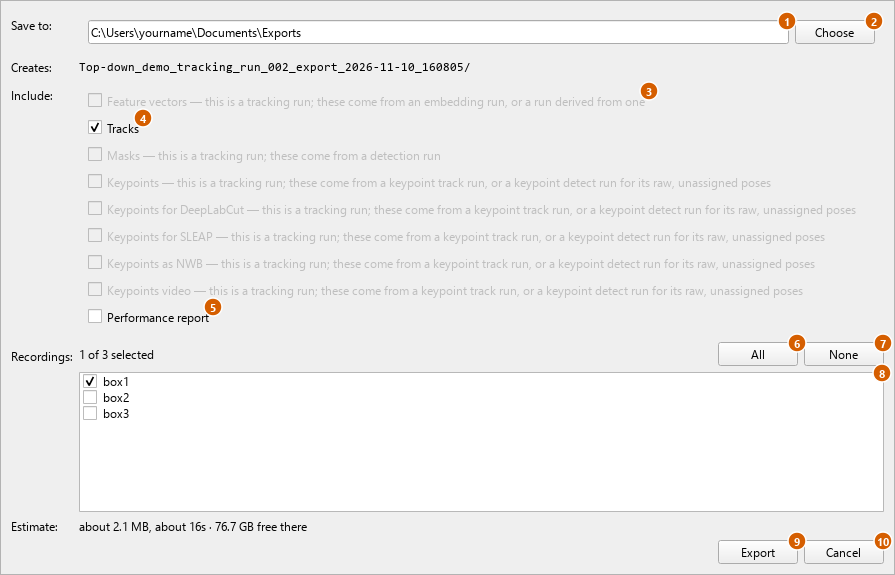 Save to:
C:\Users\yourname\Documents\Exports
1
Choose
2
Creates:
Top-down_demo_tracking_run_002_export_2026-11-10_160805/
Include:
Feature vectors — this is a tracking run; these come from an embedding run, or a run derived from one
3
Tracks
4
Masks — this is a tracking run; these come from a detection run
Keypoints — this is a tracking run; these come from a keypoint track run, or a keypoint detect run for its raw, unassigned poses
Keypoints for DeepLabCut — this is a tracking run; these come from a keypoint track run, or a keypoint detect run for its raw, unassigned poses
Keypoints for SLEAP — this is a tracking run; these come from a keypoint track run, or a keypoint detect run for its raw, unassigned poses
Keypoints as NWB — this is a tracking run; these come from a keypoint track run, or a keypoint detect run for its raw, unassigned poses
Keypoints video — this is a tracking run; these come from a keypoint track run, or a keypoint detect run for its raw, unassigned poses
Performance report
5
Recordings:
1 of 3 selected
All
6
None
7
8
box1
box2
box3
Estimate:
about 2.1 MB, about 16s · 76.7 GB free there
Export
9
Cancel
10